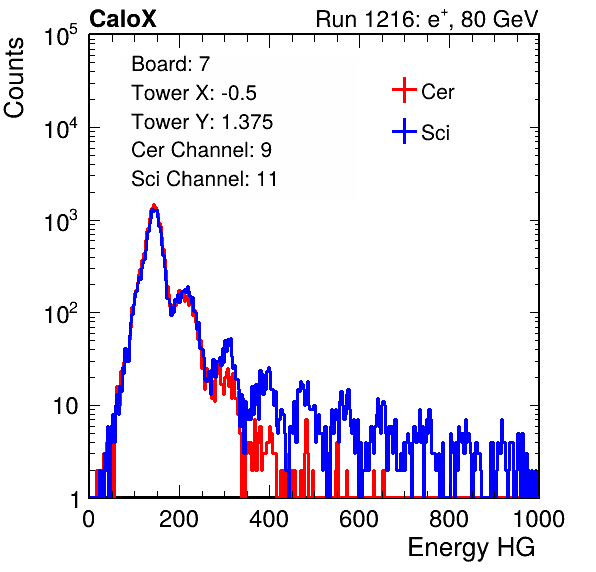 CaloX Run 1216: e⁺, 80 GeV
Counts
Board: 7
Tower X: -0.5
Tower Y: 1.375
Cer Channel: 9
Sci Channel: 11
Cer
Sci
10⁵
10⁴
10³
10²
10
1
0 200 400 600 800 1000
Energy HG